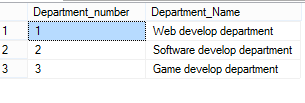 Department_number Department_Name
1 1 Web develop department
2 2 Software develop department
3 3 Game develop department